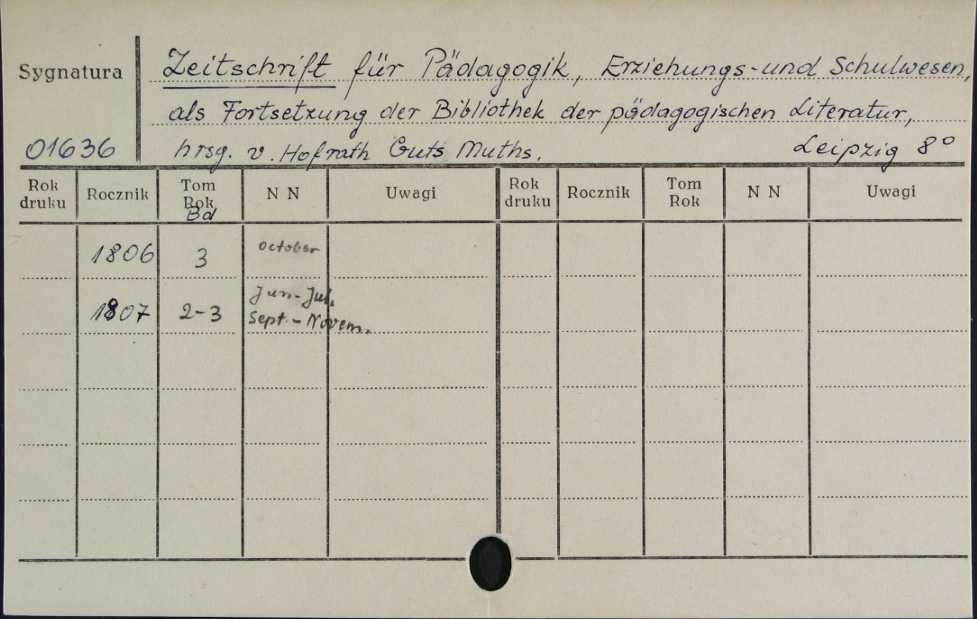 Sygnatura
Zeitschrift für Pädagogik, Erziehungs- und Schulwesen,
als Fortsetzung der Bibliothek der pädagogischen Literatur,
01636 hrsg. v. Hofrath Guts Muths. Leipzig 8°
Rok druku Rocznik Tom Rok Bd N N Uwagi Rok druku Rocznik Tom Rok N N Uwagi
1806 3 October
1807 2-3 Jun.-Jul.
Sept.-Novem.